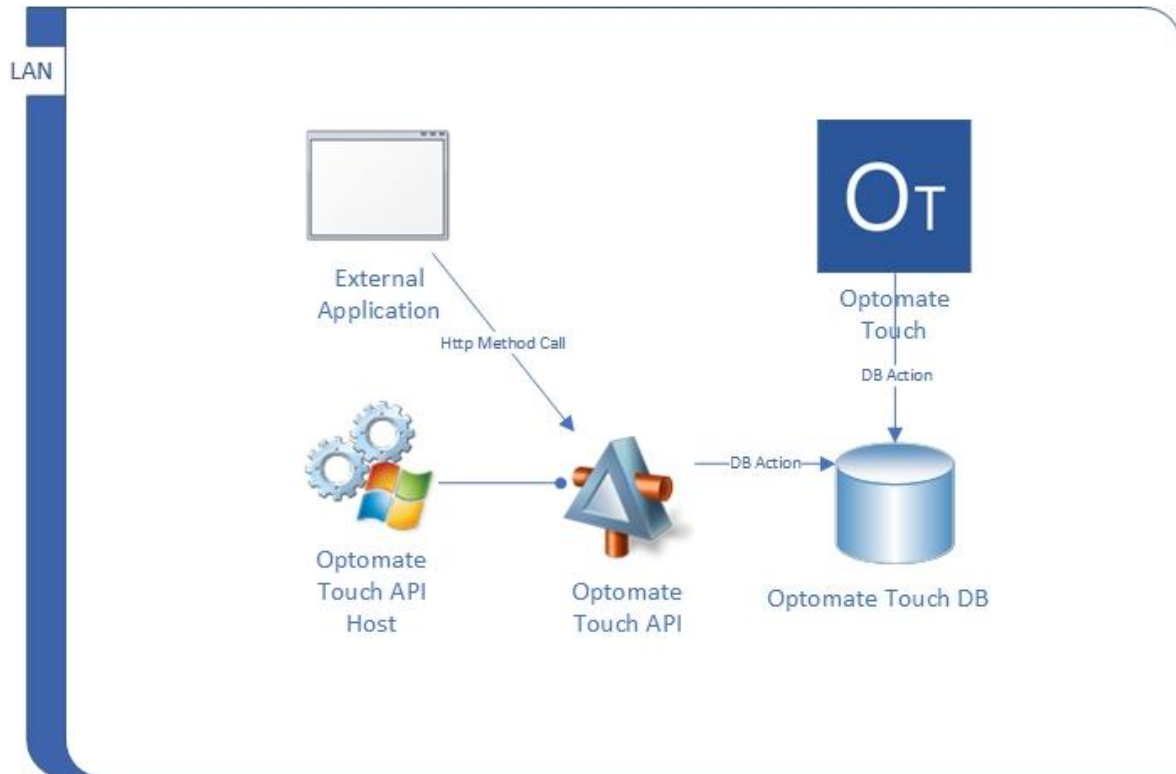 LAN
External
Application
OT
Optomate
Touch
Http Method Call
DB Action
DB Action
Optomate
Touch API
Host
Optomate
Touch API
Optomate Touch DB